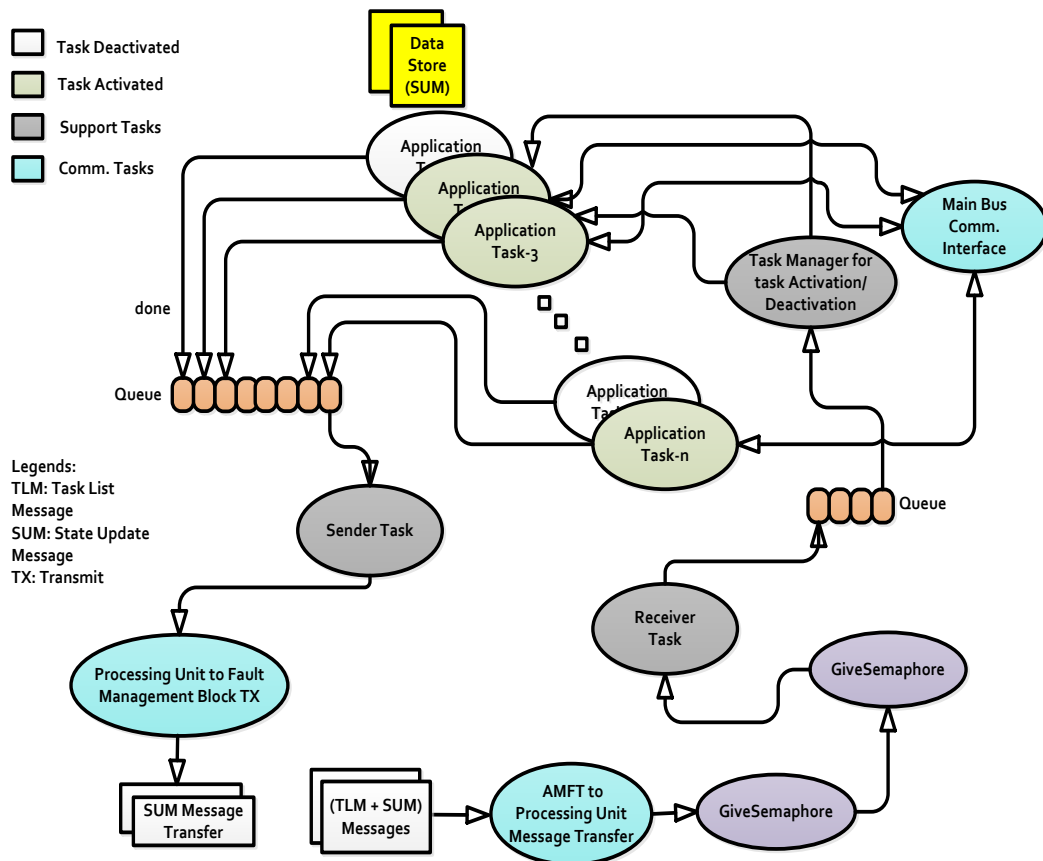 Task Deactivated
Task Activated
Support Tasks
Comm. Tasks
Data
Store
(SUM)
Application
Application
Application
Task-3
Main Bus
Comm.
Interface
Task Manager for
task Activation/
Deactivation
done
Queue
Application
Application
Task-n
Legends:
TLM: Task List
Message
SUM: State Update
Message
TX: Transmit
Sender Task
Queue
Receiver
Task
GiveSemaphore
Processing Unit to Fault
Management Block TX
SUM Message
Transfer
(TLM + SUM)
Messages
AMFT to
Processing Unit
Message Transfer
GiveSemaphore